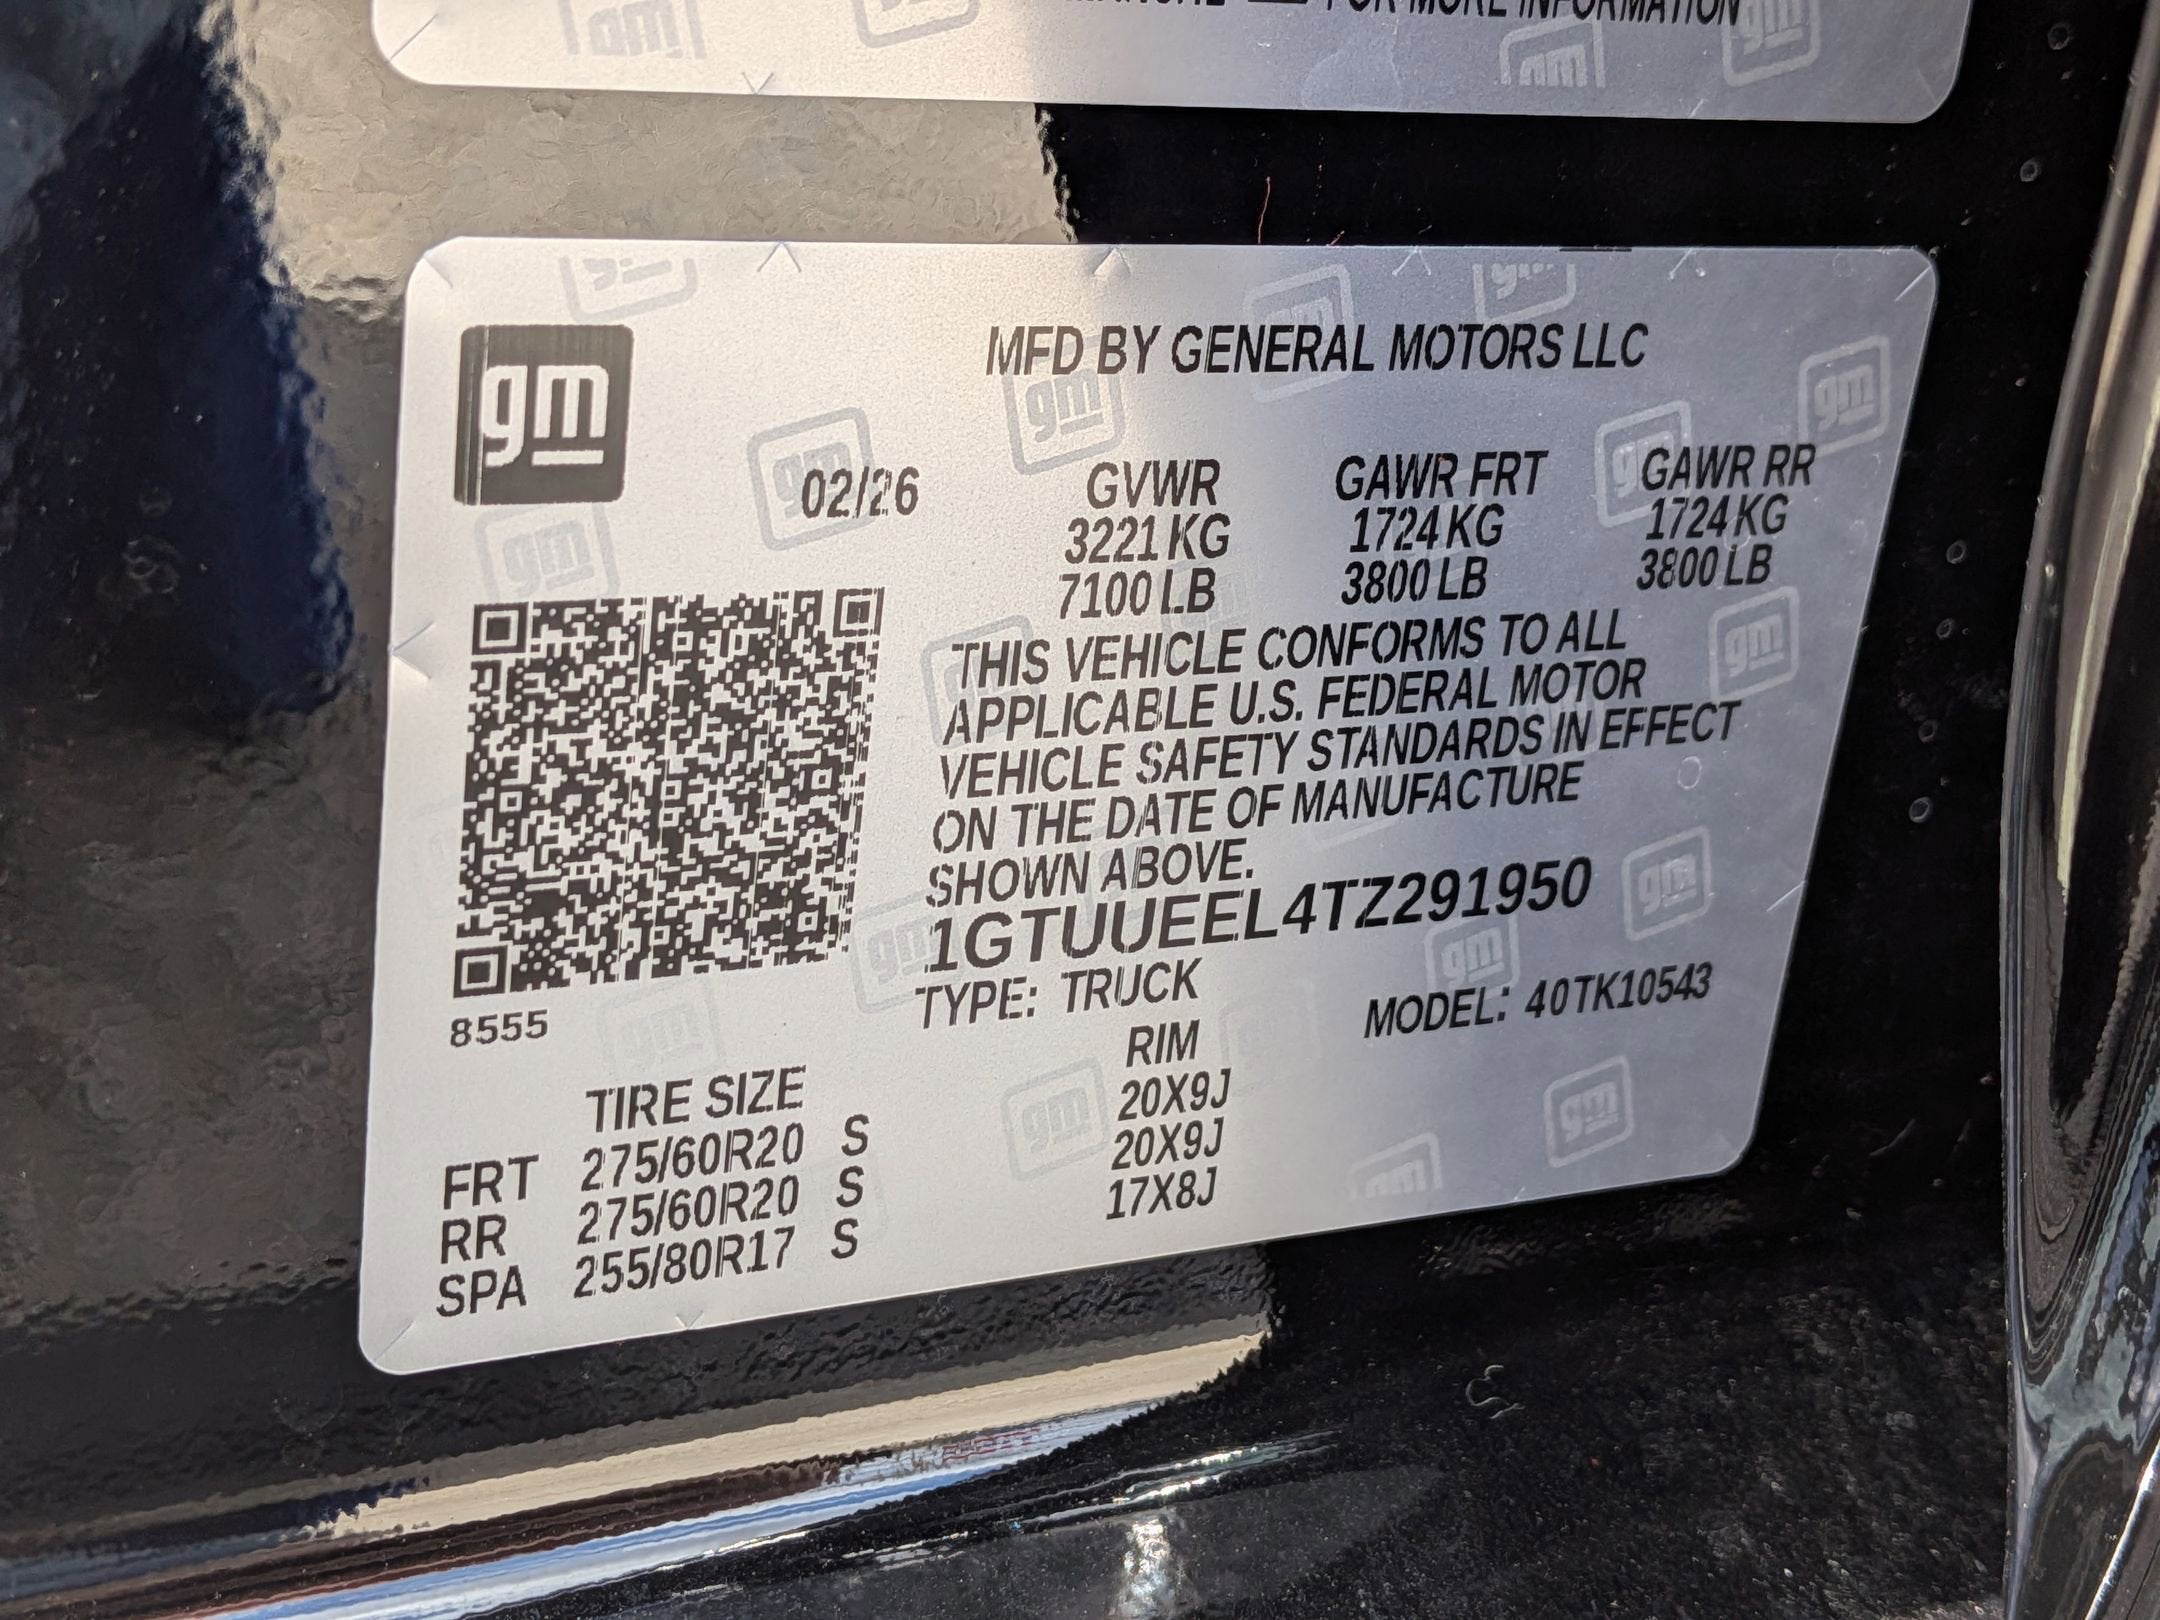 FOR MORE INFORMATION
gm
MFD BY GENERAL MOTORS LLC
02/26 GVWR GAWR FRT GAWR RR
3221 KG 1724 KG 1724 KG
7100 LB 3800 LB 3800 LB
THIS VEHICLE CONFORMS TO ALL
APPLICABLE U.S. FEDERAL MOTOR
VEHICLE SAFETY STANDARDS IN EFFECT
ON THE DATE OF MANUFACTURE
SHOWN ABOVE.
1GTUUEEL4TZ291950
TYPE: TRUCK MODEL: 40TK10543
8555
TIRE SIZE RIM
FRT 275/60R20 S 20X9J
RR 275/60R20 S 20X9J
SPA 255/80R17 S 17X8J